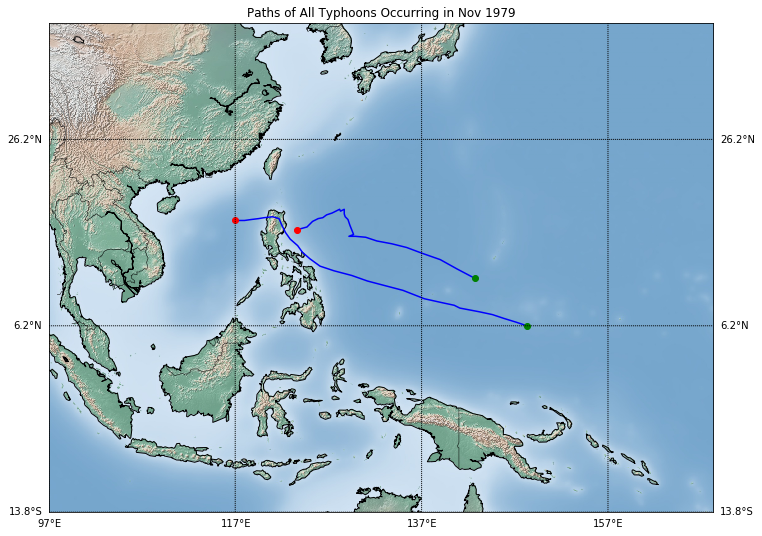 Paths of All Typhoons Occurring in Nov 1979
26.2°N 26.2°N
6.2°N 6.2°N
13.8°S 13.8°S
97°E 117°E 137°E 157°E